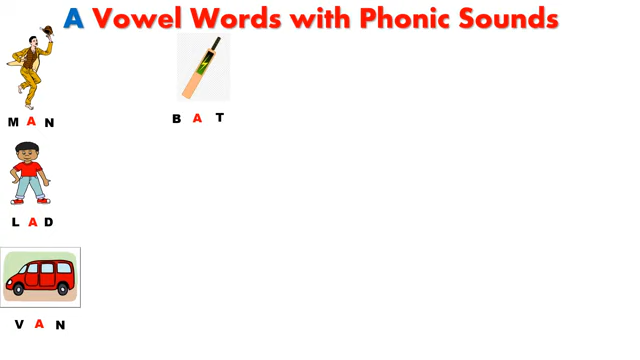 A Vowel Words with Phonic Sounds
M A N
B A T
L A D
V A N